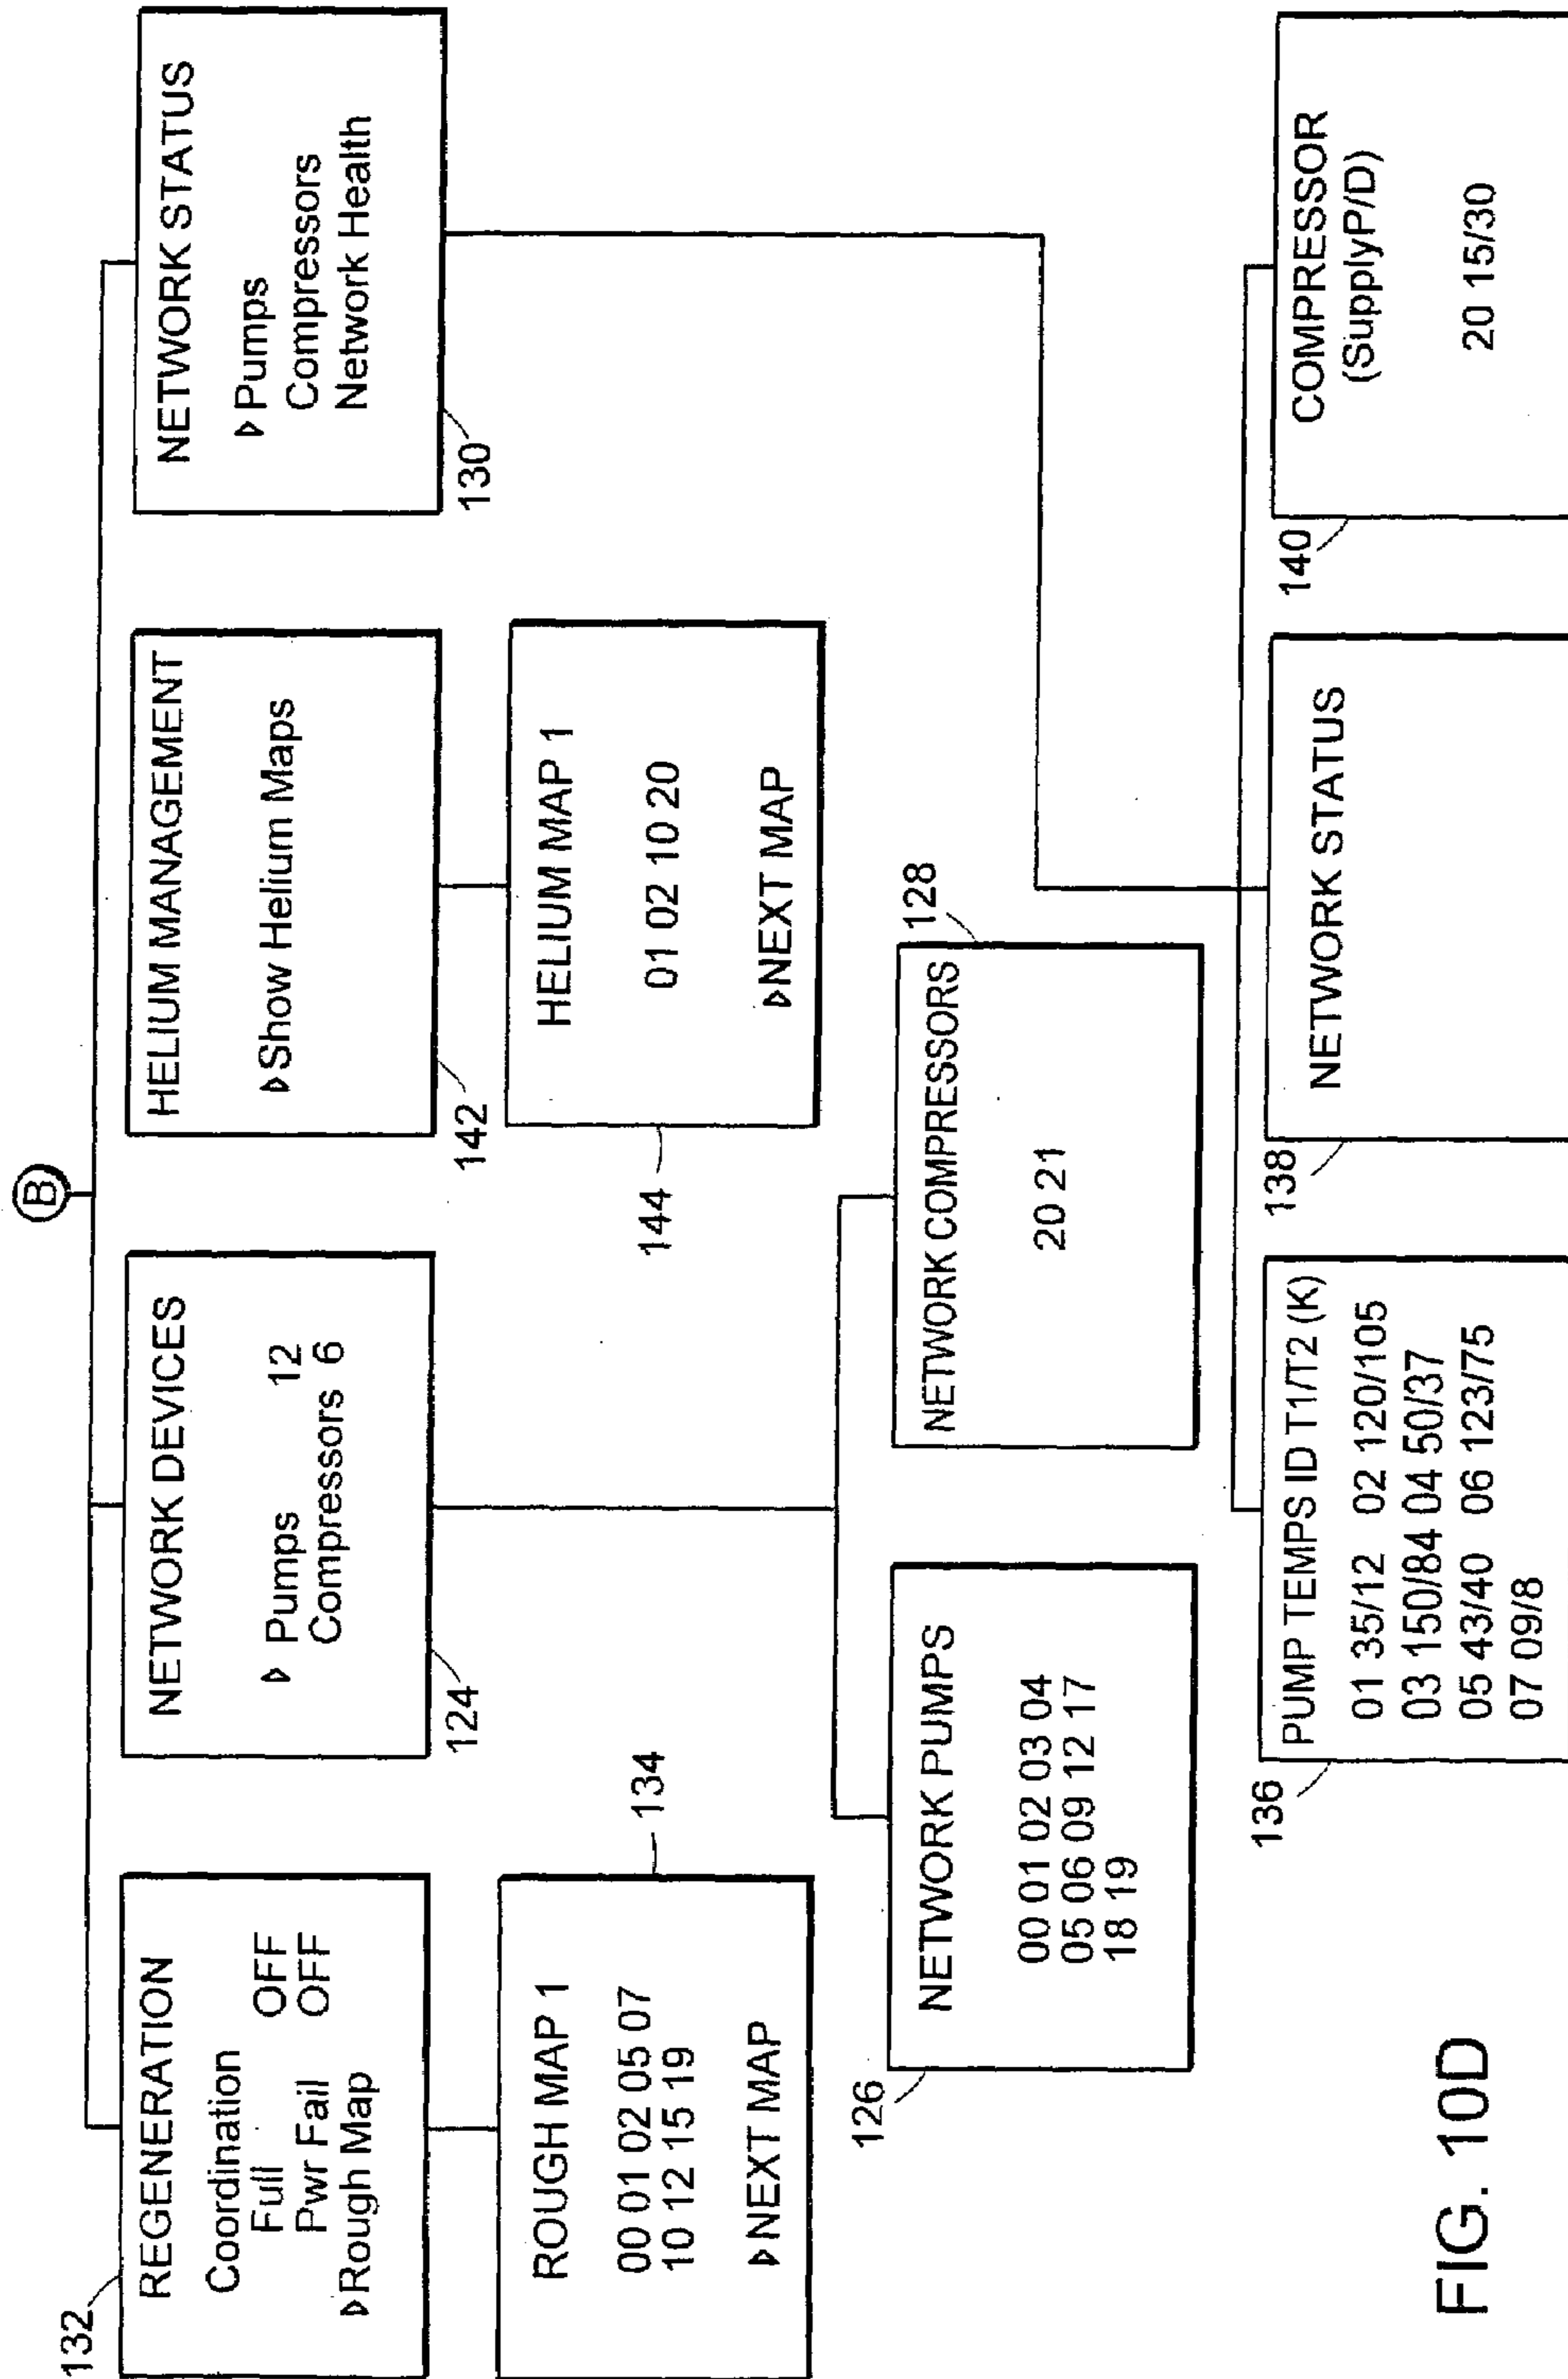 B
132
REGENERATION
Coordination
Full OFF
Pwr Fail OFF
▹Rough Map
NETWORK DEVICES
▹ Pumps 12
Compressors 6
124
HELIUM MANAGEMENT
▹Show Helium Maps
142
NETWORK STATUS
▹Pumps
Compressors
Network Health
130
ROUGH MAP 1
00 01 02 05 07
10 12 15 19
▹NEXT MAP
134
144
HELIUM MAP 1
01 02 10 20
▹NEXT MAP
126
NETWORK PUMPS
00 01 02 03 04
05 06 09 12 17
18 19
NETWORK COMPRESSORS
20 21
128
136
PUMP TEMPS ID T1/T2 (K)
01 35/12 02 120/105
03 150/84 04 50/37
05 43/40 06 123/75
07 09/8
138
NETWORK STATUS
140
COMPRESSOR
(SupplyP/D)
20 15/30
FIG. 10D